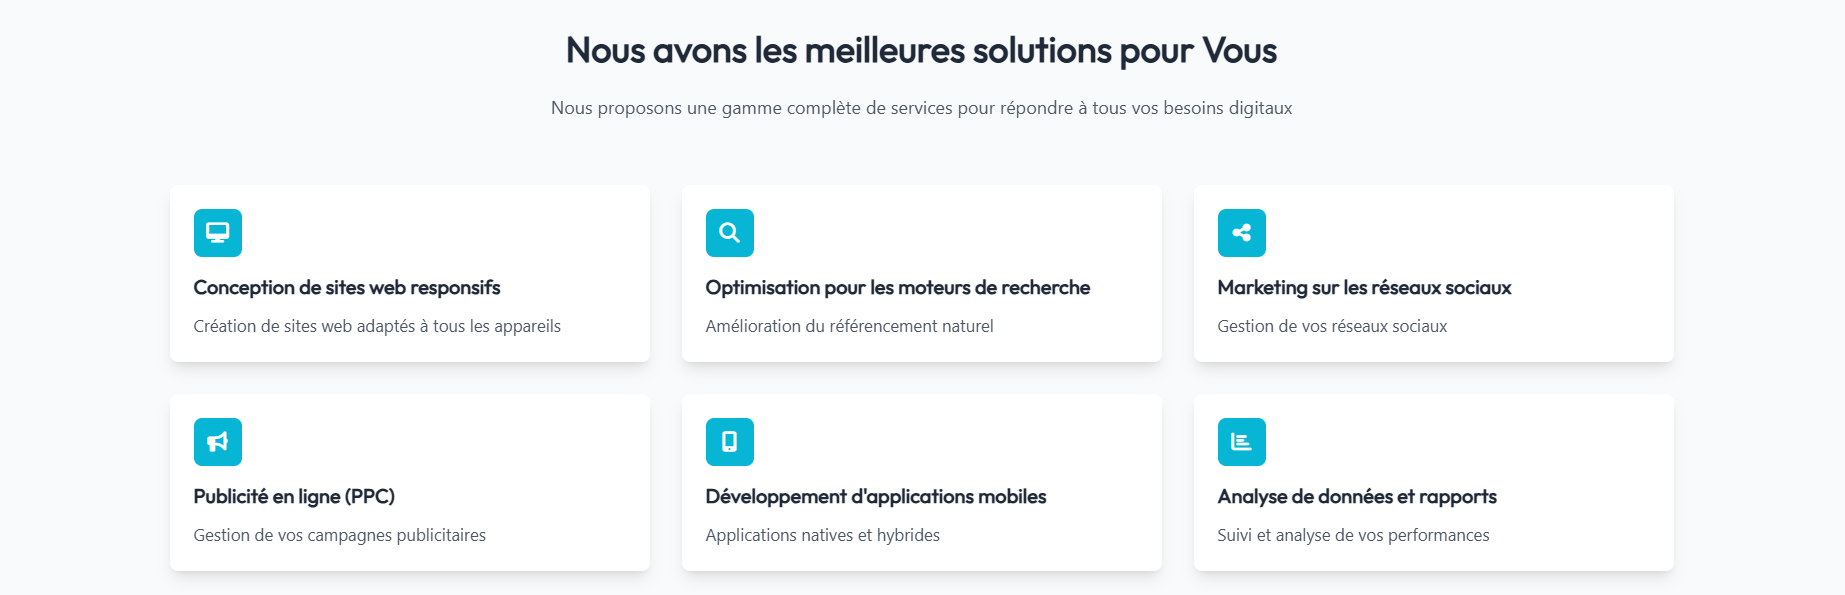 Nous avons les meilleures solutions pour Vous
Nous proposons une gamme complète de services pour répondre à tous vos besoins digitaux
Conception de sites web responsifs
Création de sites web adaptés à tous les appareils
Optimisation pour les moteurs de recherche
Amélioration du référencement naturel
Marketing sur les réseaux sociaux
Gestion de vos réseaux sociaux
Publicité en ligne (PPC)
Gestion de vos campagnes publicitaires
Développement d'applications mobiles
Applications natives et hybrides
Analyse de données et rapports
Suivi et analyse de vos performances